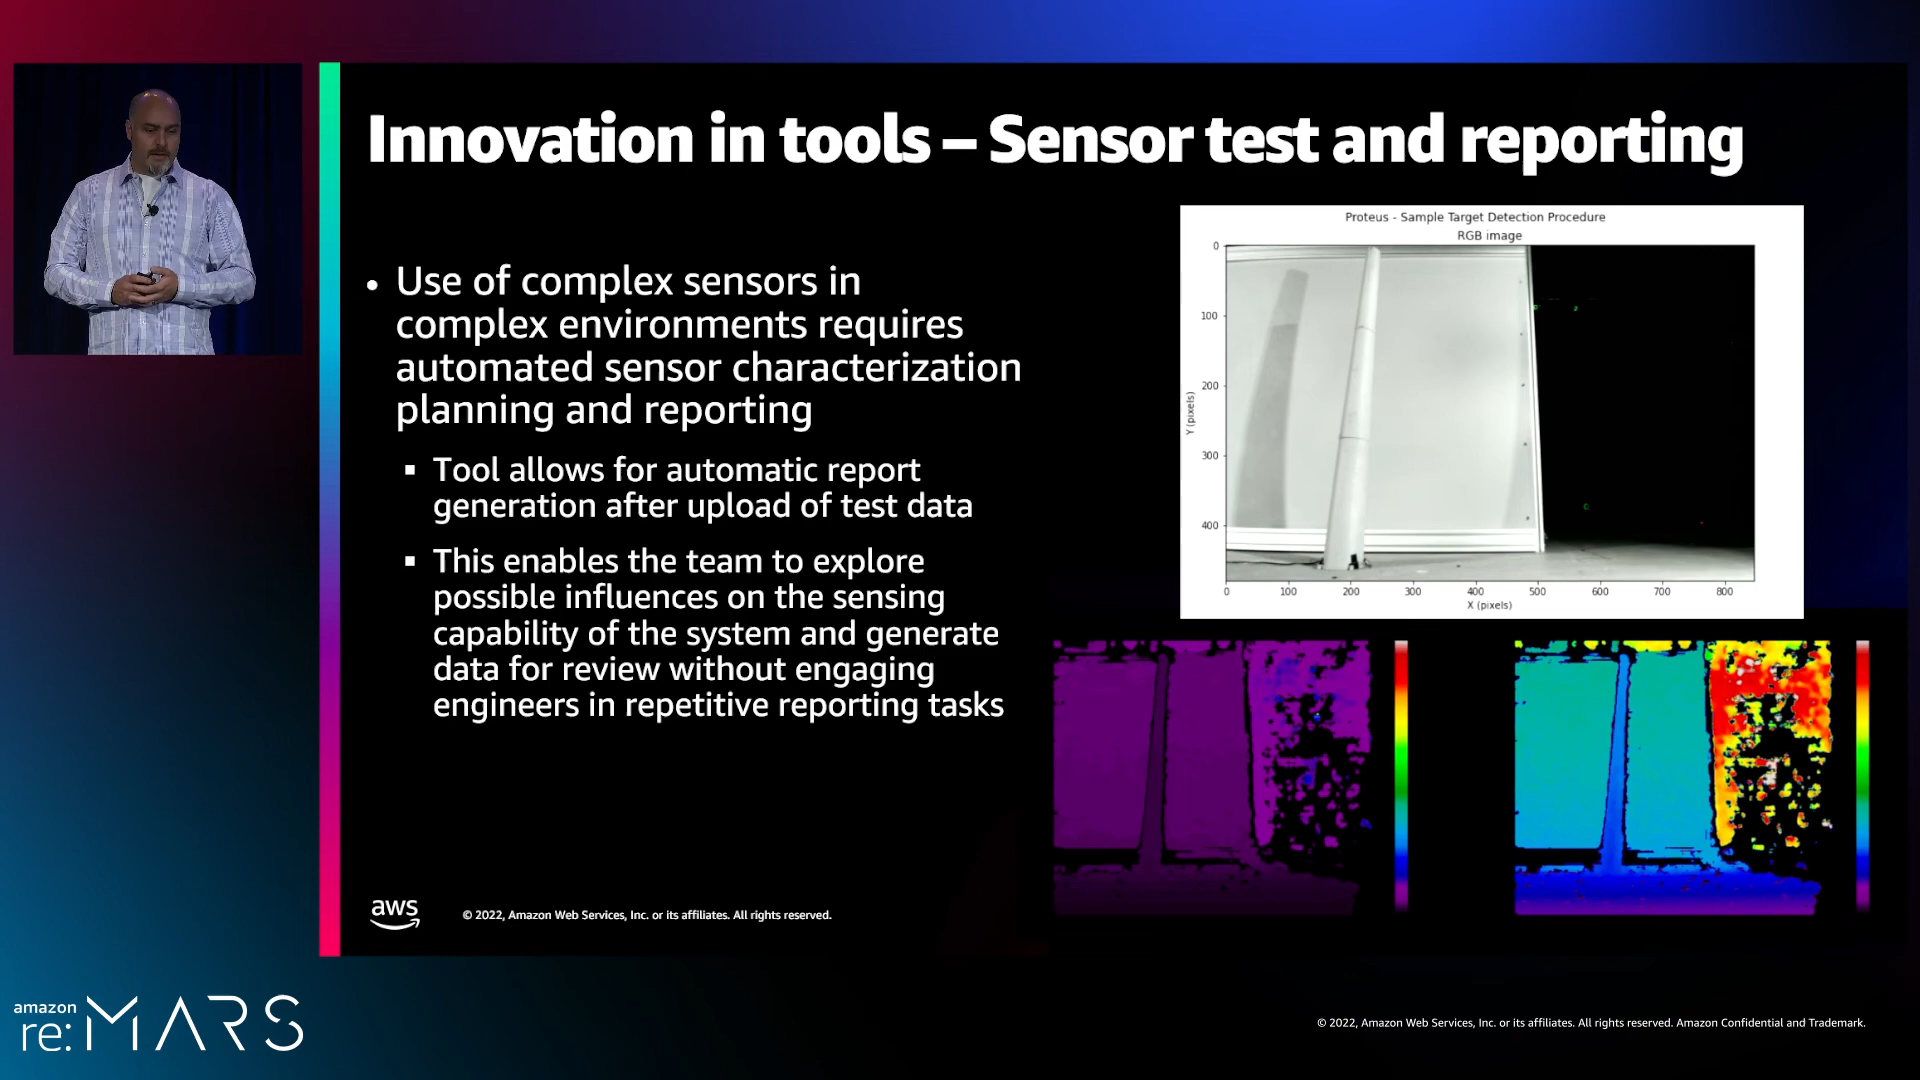 Innovation in tools – Sensor test and reporting
• Use of complex sensors in
complex environments requires
automated sensor characterization
planning and reporting
▪ Tool allows for automatic report
generation after upload of test data
▪ This enables the team to explore
possible influences on the sensing
capability of the system and generate
data for review without engaging
engineers in repetitive reporting tasks
Proteus - Sample Target Detection Procedure
RGB image
0
100
200
300
400
Y (pixels)
0 100 200 300 400 500 600 700 800
X (pixels)
aws
© 2022, Amazon Web Services, Inc. or its affiliates. All rights reserved.
amazon
re:MARS
© 2022, Amazon Web Services, Inc. or its affiliates. All rights reserved. Amazon Confidential and Trademark.